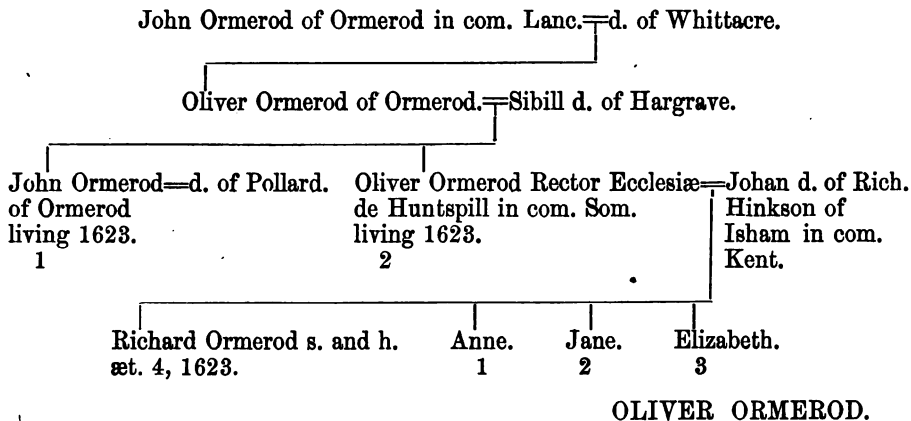 John Ormerod of Ormerod in com. Lanc.=d. of Whittacre.
Oliver Ormerod of Ormerod.=Sibill d. of Hargrave.
John Ormerod=d. of Pollard.
of Ormerod
living 1623.
1
Oliver Ormerod Rector Ecclesiæ=Johan d. of Rich.
de Huntspill in com. Som.
living 1623.
2
Hinkson of
Isham in com.
Kent.
Richard Ormerod s. and h.
æt. 4, 1623.
Anne.
1
Jane.
2
Elizabeth.
3
OLIVER ORMEROD.